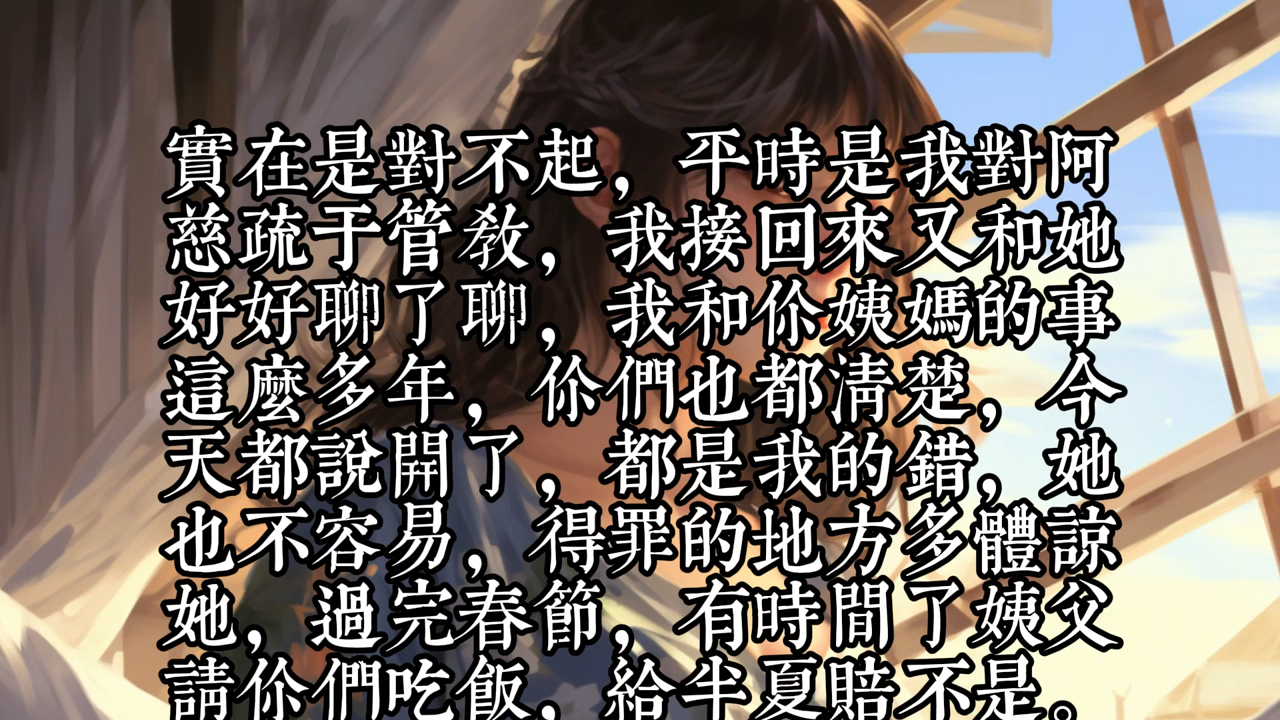 實在是對不起，平時是我對阿
慈疏于管教，我接回來又和她
好好聊了聊，我和你姨媽的事
這麼多年，你們也都清楚，今
天都說開了，都是我的錯，她
也不容易，得罪的地方多體諒
她，過完春節，有時間了姨父
請你們吃飯，給半夏賠不是。